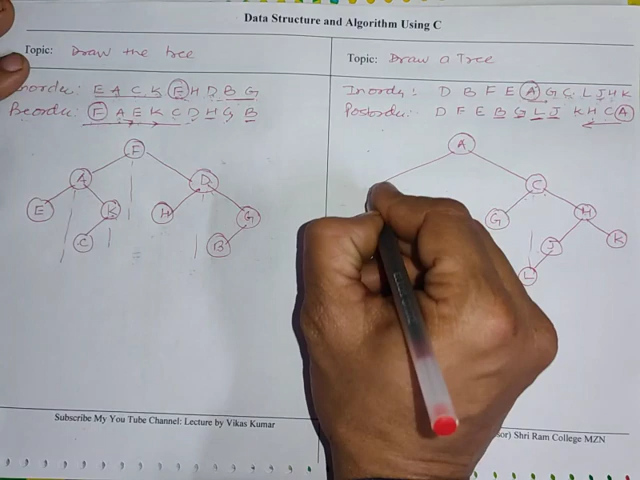 Data Structure and Algorithm Using C
Topic: Draw the tree
Inorder: E A C K F H D B G
Preorder: F A E K C D H G B
F
A D
E K H G
C B
Topic: Draw a Tree
Inorder: D B F E A G C L J H K
Postorder: D F E B G L J K H C A
A
C
G H
J K
L
Subscribe My You Tube Channel: Lecture by Vikas Kumar
Shri Ram College MZN